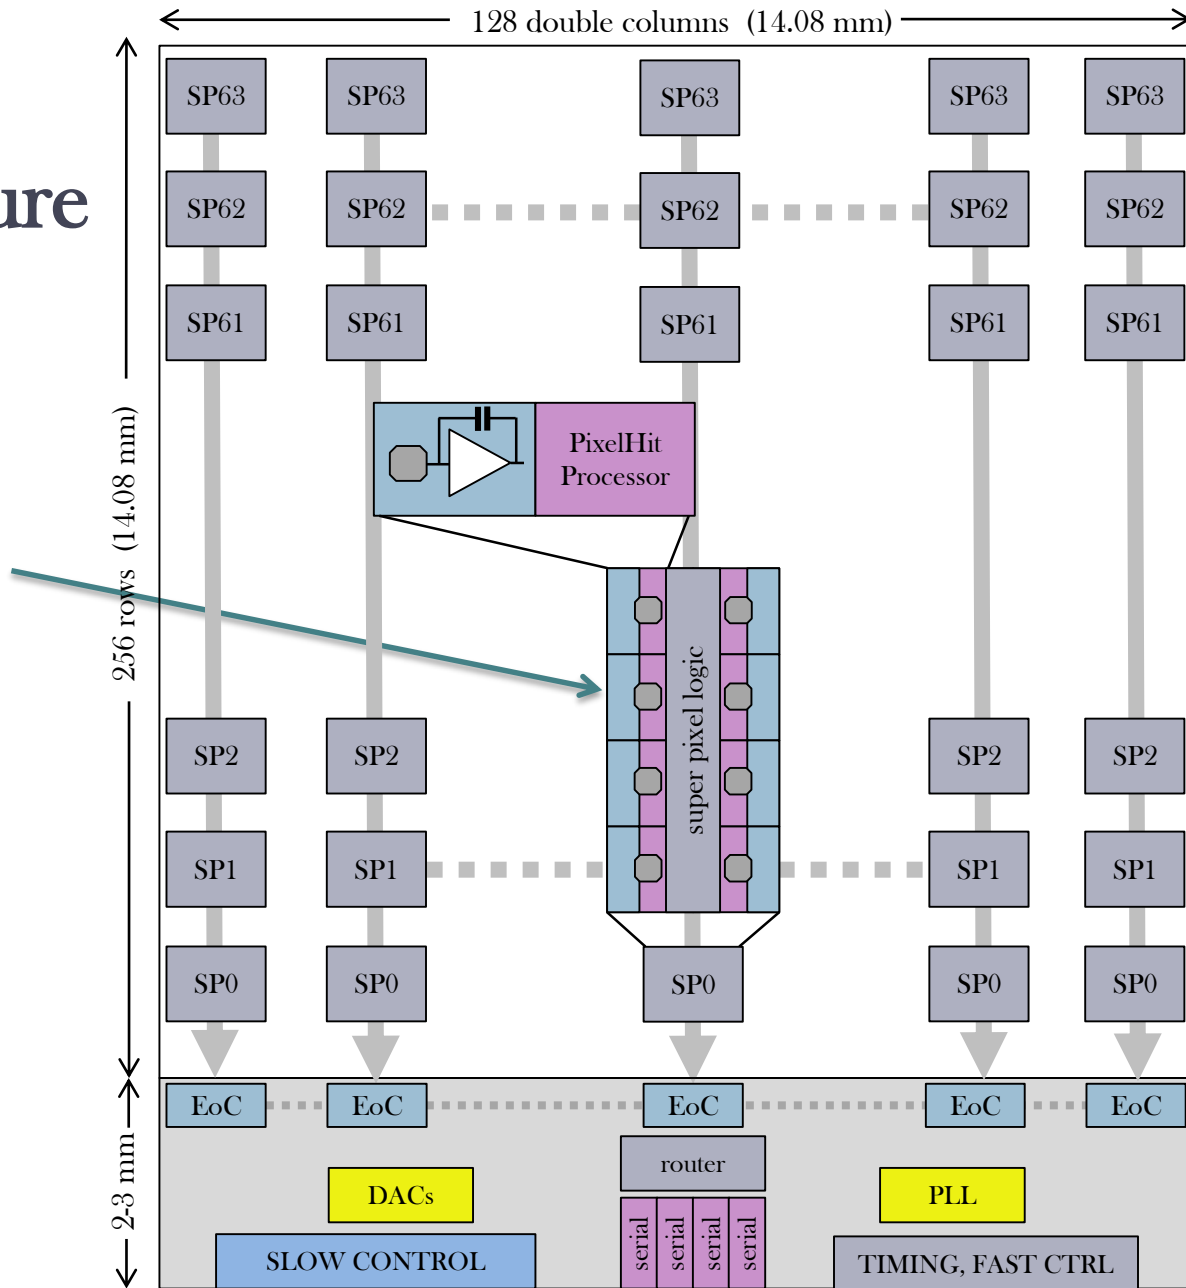 128 double columns (14.08 mm)
SP63 SP63 SP63 SP63 SP63
ure
SP62 SP62 SP62 SP62 SP62
SP61 SP61 SP61 SP61 SP61
256 rows (14.08 mm)
PixelHit
Processor
super pixel logic
SP2 SP2 SP2 SP2
SP1 SP1 SP1 SP1
SP0 SP0 SP0 SP0 SP0
2-3 mm
EoC EoC EoC EoC EoC
router
DACs PLL
serial serial serial serial
SLOW CONTROL TIMING, FAST CTRL